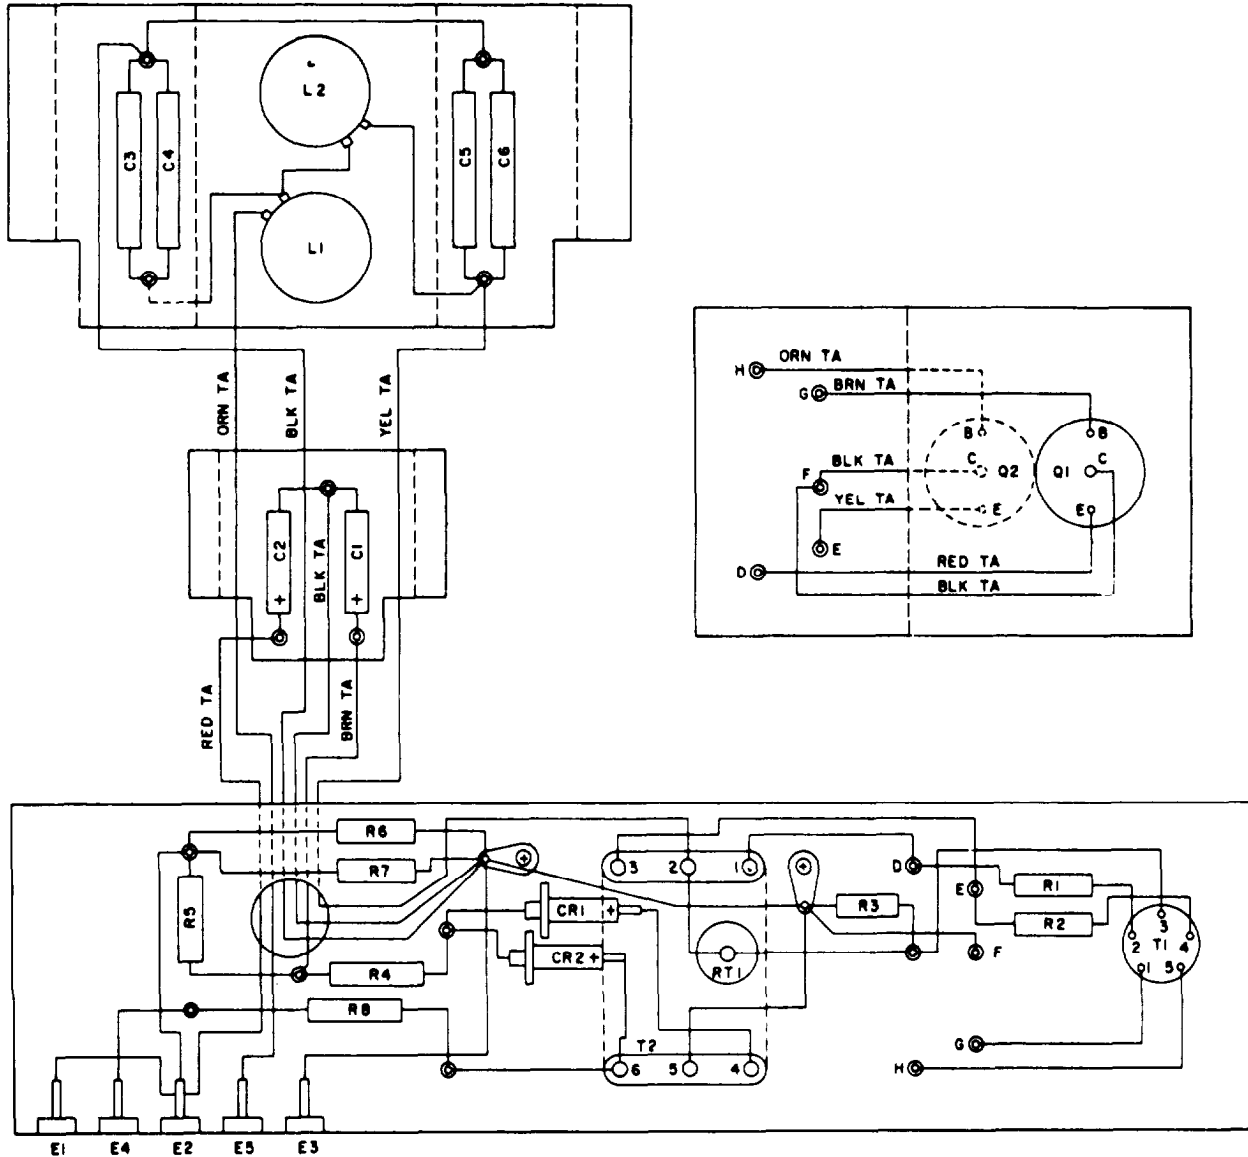 L2
C3
C4
C5
C6
L1
ORN TA
BLK TA
YEL TA
C2
+
BLK TA
C1
+
RED TA
BRN TA
H
ORN TA
G
BRN TA
B
B
F
BLK TA
C
Q2
Q1
C
YEL TA
E
E
E
D
RED TA
BLK TA
R6
R7
R5
R4
R8
+
CR1
+
CR2+
3
2
1
+
R3
RT1
T2
6
5
4
D
E
F
R1
R2
3
2
T1
4
1
5
G
H
E1
E4
E2
E5
E3